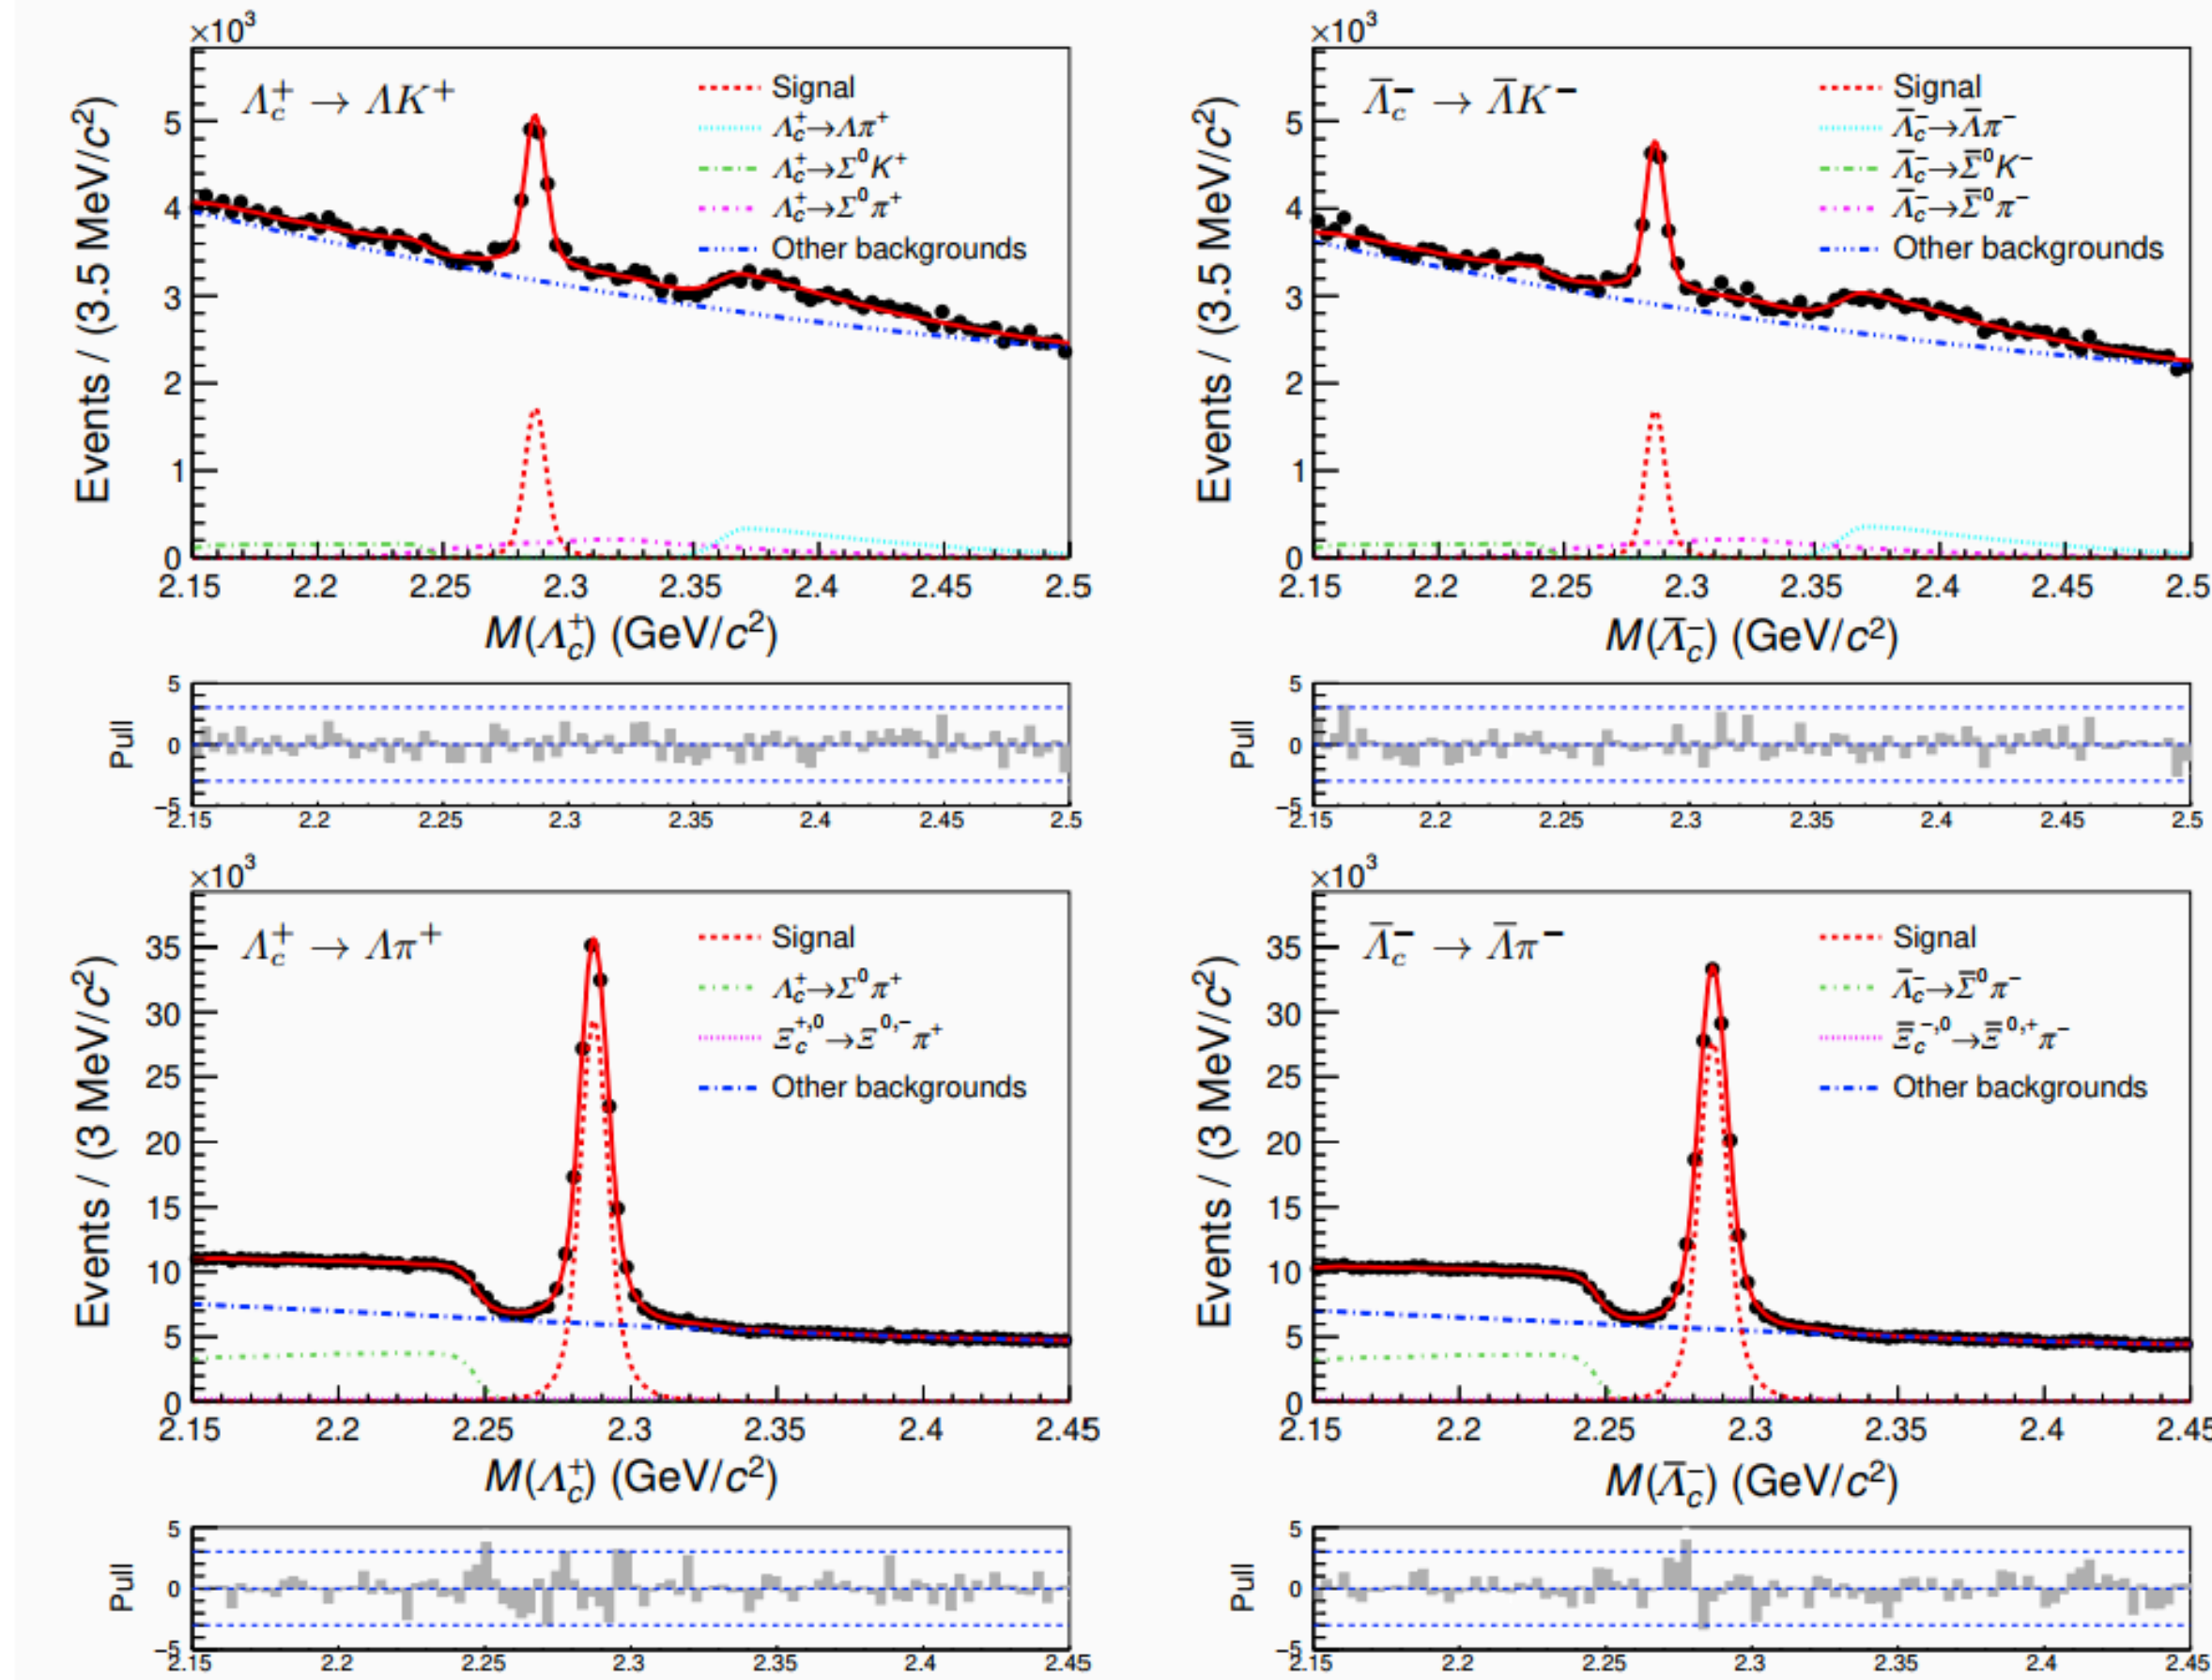 ×10³
Λc⁺ → ΛK⁺
Signal
Λc⁺→Λπ⁺
Λc⁺→Σ⁰K⁺
Λc⁺→Σ⁰π⁺
Other backgrounds
Events / (3.5 MeV/c²)
5
4
3
2
1
0
2.15 2.2 2.25 2.3 2.35 2.4 2.45 2.5
M(Λc⁺) (GeV/c²)
Pull
5
0
−5
2.15 2.2 2.25 2.3 2.35 2.4 2.45 2.5
×10³
Λ̅c⁻ → Λ̅K⁻
Signal
Λ̅c⁻→Λ̅π⁻
Λ̅c⁻→Σ̅⁰K⁻
Λ̅c⁻→Σ̅⁰π⁻
Other backgrounds
Events / (3.5 MeV/c²)
5
4
3
2
1
0
2.15 2.2 2.25 2.3 2.35 2.4 2.45 2.5
M(Λ̅c⁻) (GeV/c²)
Pull
5
0
−5
2.15 2.2 2.25 2.3 2.35 2.4 2.45 2.5
×10³
Λc⁺ → Λπ⁺
Signal
Λc⁺→Σ⁰π⁺
Ξc⁺,⁰→Ξ⁰,⁻π⁺
Other backgrounds
Events / (3 MeV/c²)
35
30
25
20
15
10
5
0
2.15 2.2 2.25 2.3 2.35 2.4 2.45
M(Λc⁺) (GeV/c²)
Pull
5
0
−5
2.15 2.2 2.25 2.3 2.35 2.4 2.45
×10³
Λ̅c⁻ → Λ̅π⁻
Signal
Λ̅c⁻→Σ̅⁰π⁻
Ξ̅c⁻,⁰→Ξ̅⁰,⁺π⁻
Other backgrounds
Events / (3 MeV/c²)
35
30
25
20
15
10
5
0
2.15 2.2 2.25 2.3 2.35 2.4 2.45
M(Λ̅c⁻) (GeV/c²)
Pull
5
0
−5
2.15 2.2 2.25 2.3 2.35 2.4 2.45